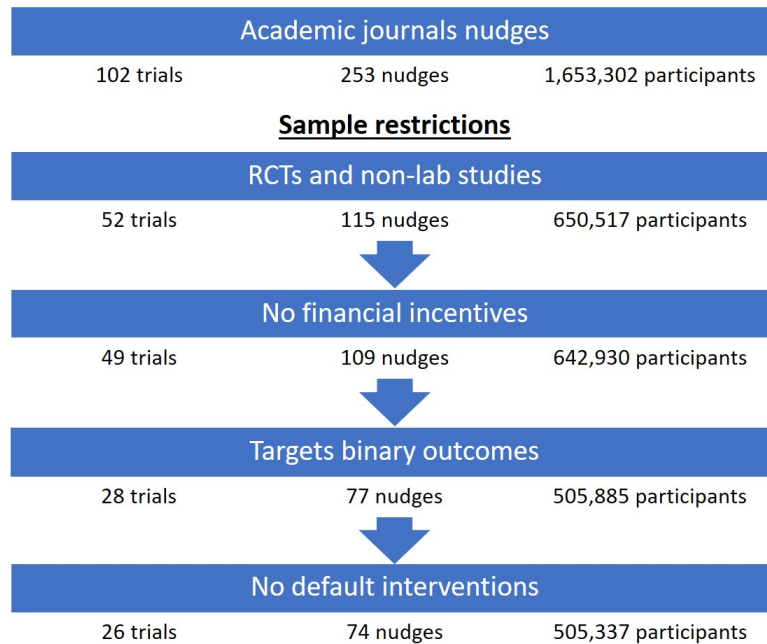 Academic journals nudges
102 trials 253 nudges 1,653,302 participants
Sample restrictions
RCTs and non-lab studies
52 trials 115 nudges 650,517 participants
No financial incentives
49 trials 109 nudges 642,930 participants
Targets binary outcomes
28 trials 77 nudges 505,885 participants
No default interventions
26 trials 74 nudges 505,337 participants